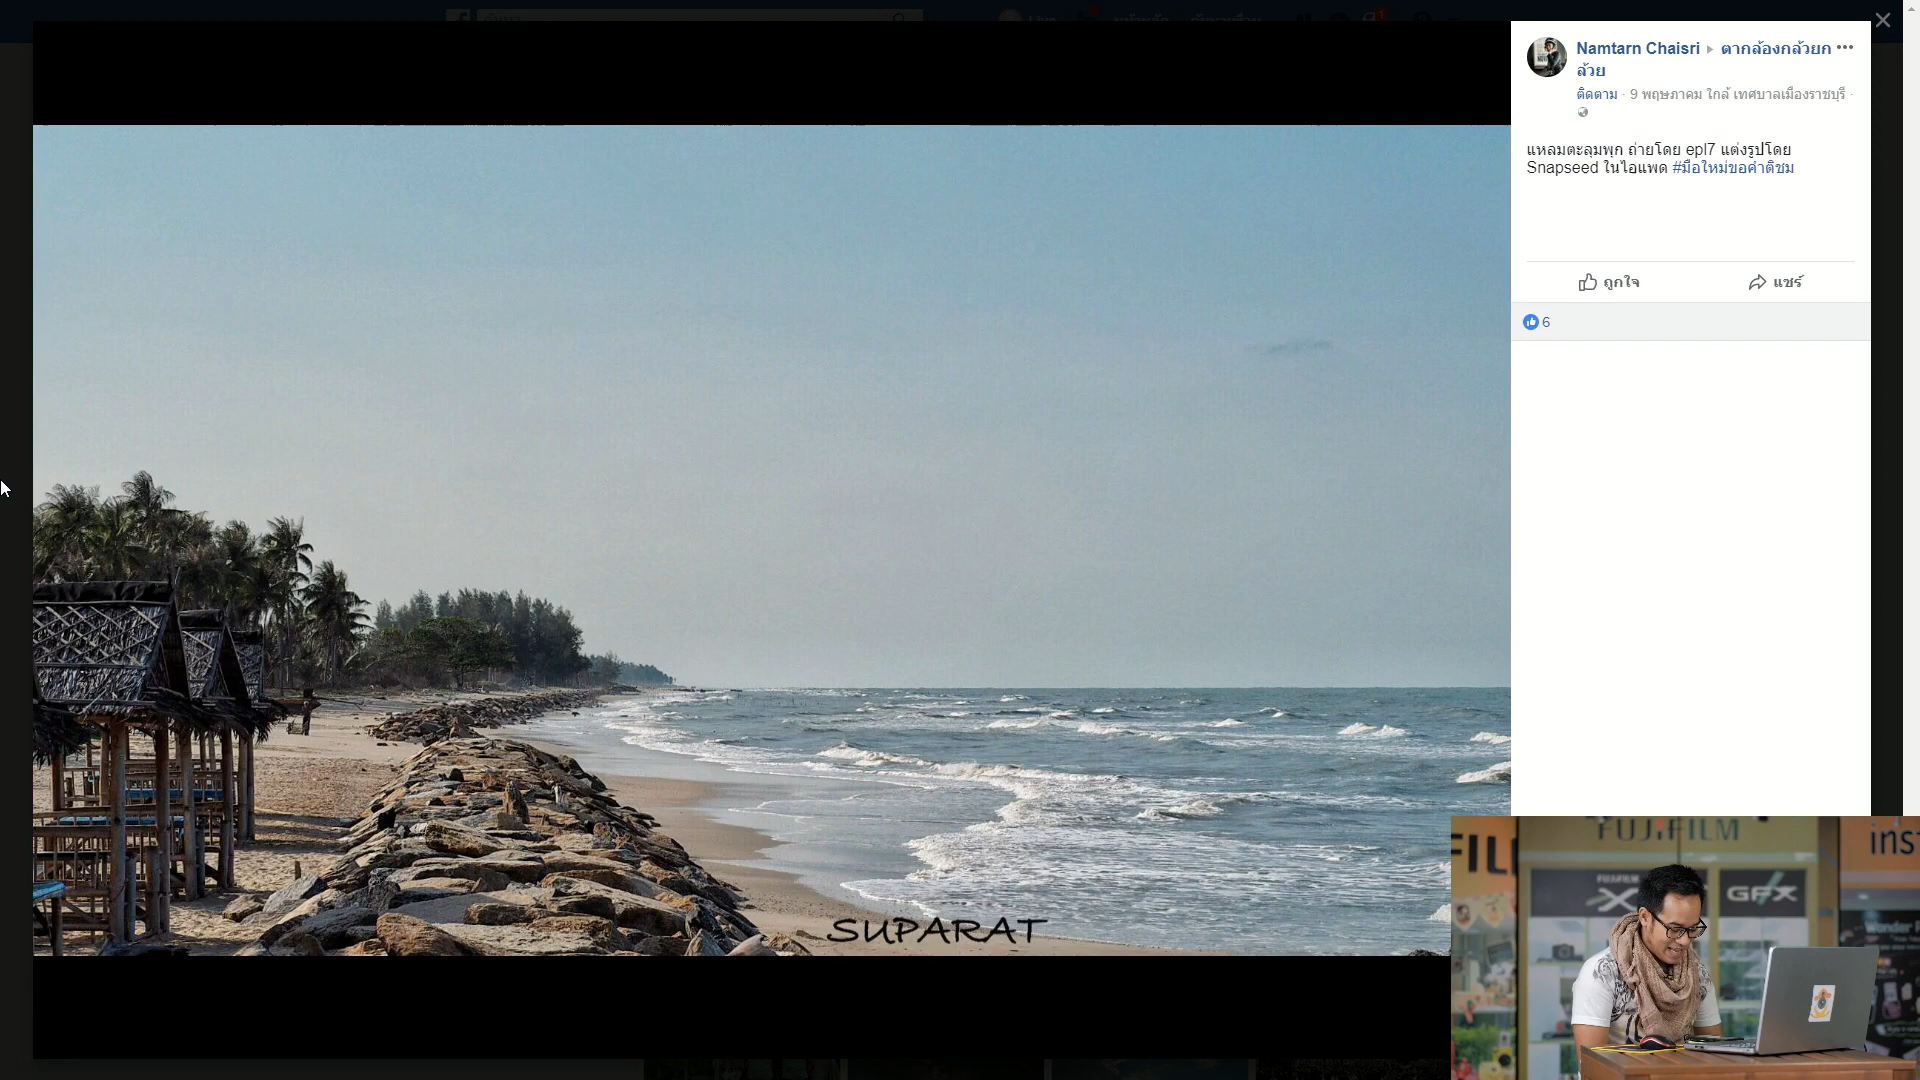 Namtarn Chaisri ▸ ตากล้องกล้วยก
ล้วย
ติดตาม · 9 พฤษภาคม ใกล้ เทศบาลเมืองราชบุรี ·
แหลมตะลุมพุก ถ่ายโดย epl7 แต่งรูปโดย
Snapseed ในไอแพด #มือใหม่ขอคำติชม
ถูกใจ แชร์
6
SUPARAT
FUJIFILM
FUJIFILM
X GFX